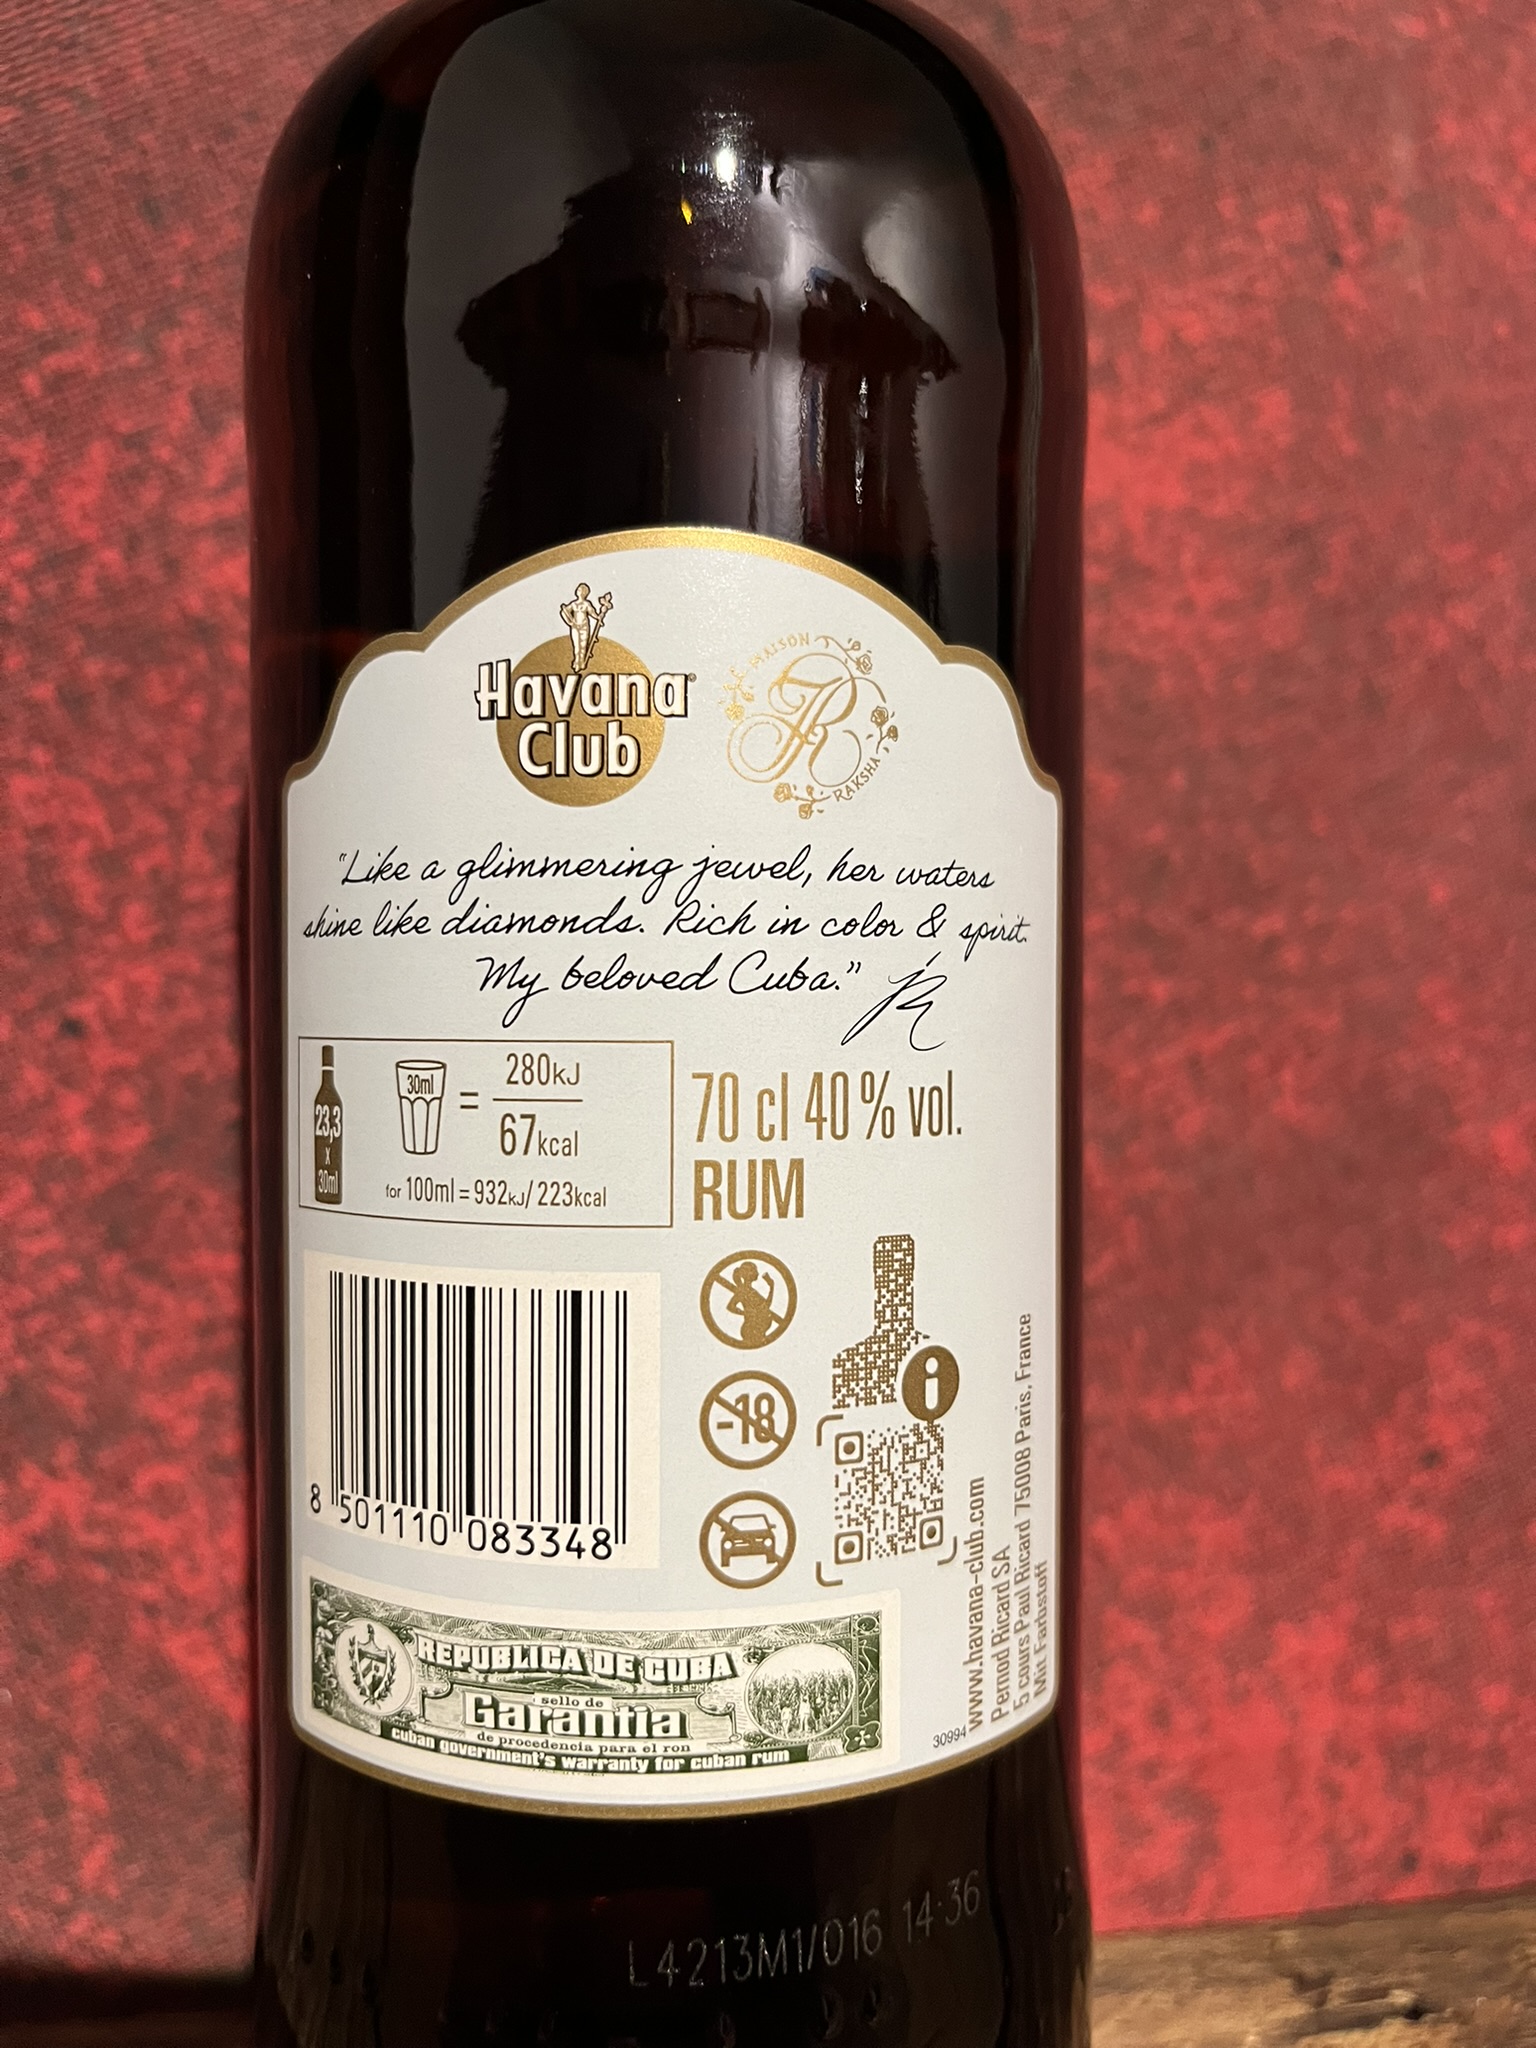 Havana
Club
MAISON
R
RAKSHA
"Like a glimmering jewel, her waters
shine like diamonds. Rich in color & spirit.
My beloved Cuba."
23,3
x
30ml
30ml
=
280kJ
67kcal
for 100ml = 932kJ/ 223kcal
70 cl 40% vol.
RUM
-18
i
8 501110 083348
www.havana-club.com
Pernod Ricard SA
5 cours Paul Ricard 75008 Paris, France
Mit Farbstoff
30994
REPUBLICA DE CUBA
sello de
Garantia
de procedencia para el ron
cuban government's warranty for cuban rum
L4213M1/016 14:36